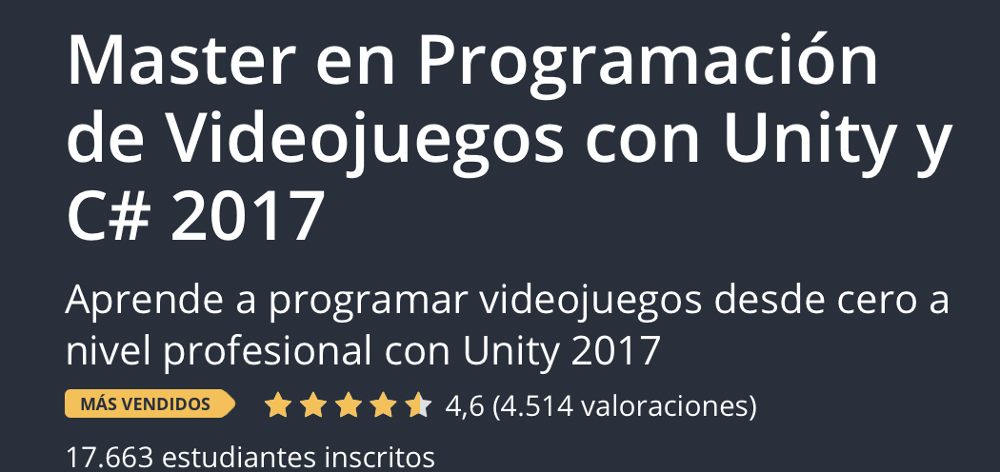 Master en Programación
de Videojuegos con Unity y
C# 2017
Aprende a programar videojuegos desde cero a
nivel profesional con Unity 2017
MÁS VENDIDOS 4,6 (4.514 valoraciones)
17.663 estudiantes inscritos